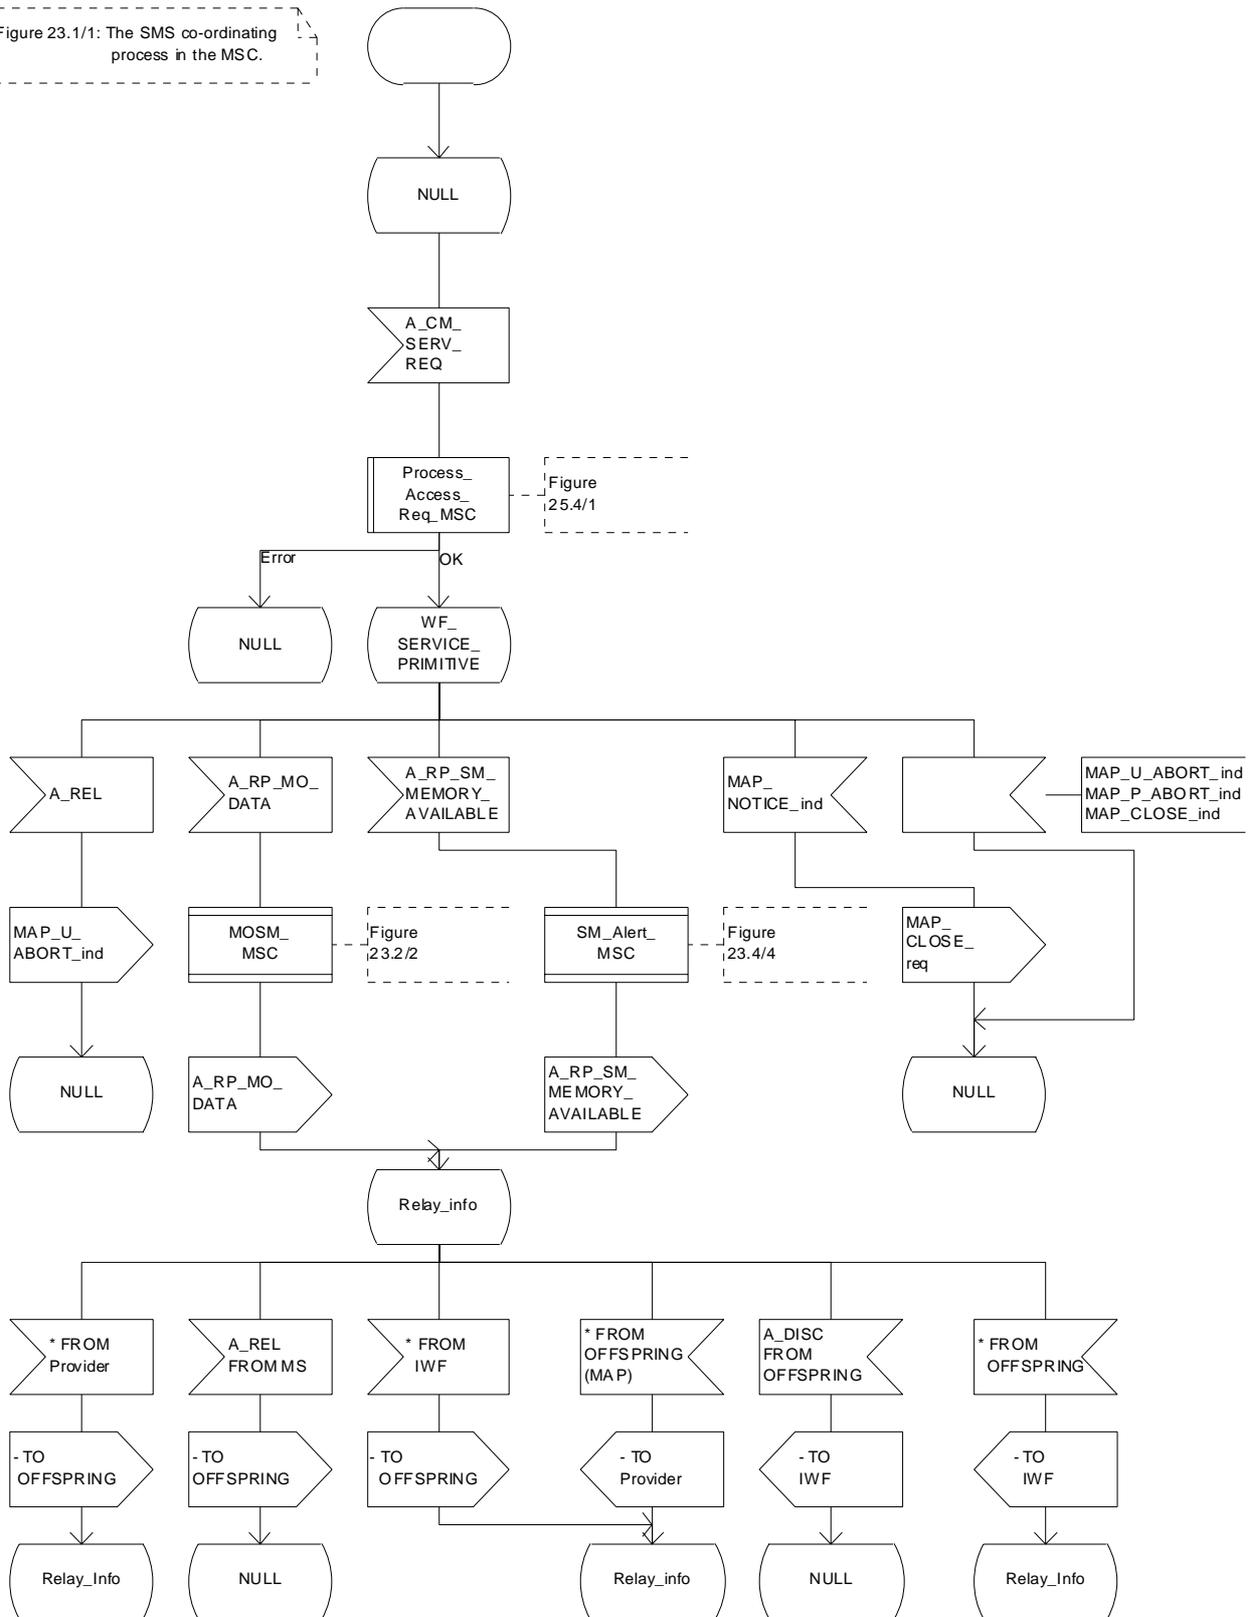 Figure 23.1/1: The SMS co-ordinating
process in the MSC.
NULL
A_CM_
SERV_
REQ
Process_
Access_
Req_MSC
Figure
25.4/1
Error
OK
NULL
WF_
SERVICE_
PRIMITIVE
A_REL
A_RP_MO_
DATA
A_RP_SM_
MEMORY_
AVAILABLE
MAP_
NOTICE_ind
MAP_U_ABORT_ind
MAP_P_ABORT_ind
MAP_CLOSE_ind
MAP_U_
ABORT_ind
MOSM_
MSC
Figure
23.2/2
SM_Alert_
MSC
Figure
23.4/4
MAP_
CLOSE_
req
NULL
A_RP_MO_
DATA
A_RP_SM_
MEMORY_
AVAILABLE
NULL
Relay_info
* FROM
Provider
A_REL
FROM MS
* FROM
IWF
* FROM
OFFSPRING
(MAP)
A_DISC
FROM
OFFSPRING
* FROM
OFFSPRING
- TO
OFFSPRING
- TO
OFFSPRING
- TO
OFFSPRING
- TO
Provider
- TO
IWF
- TO
IWF
Relay_Info
NULL
Relay_info
NULL
Relay_Info